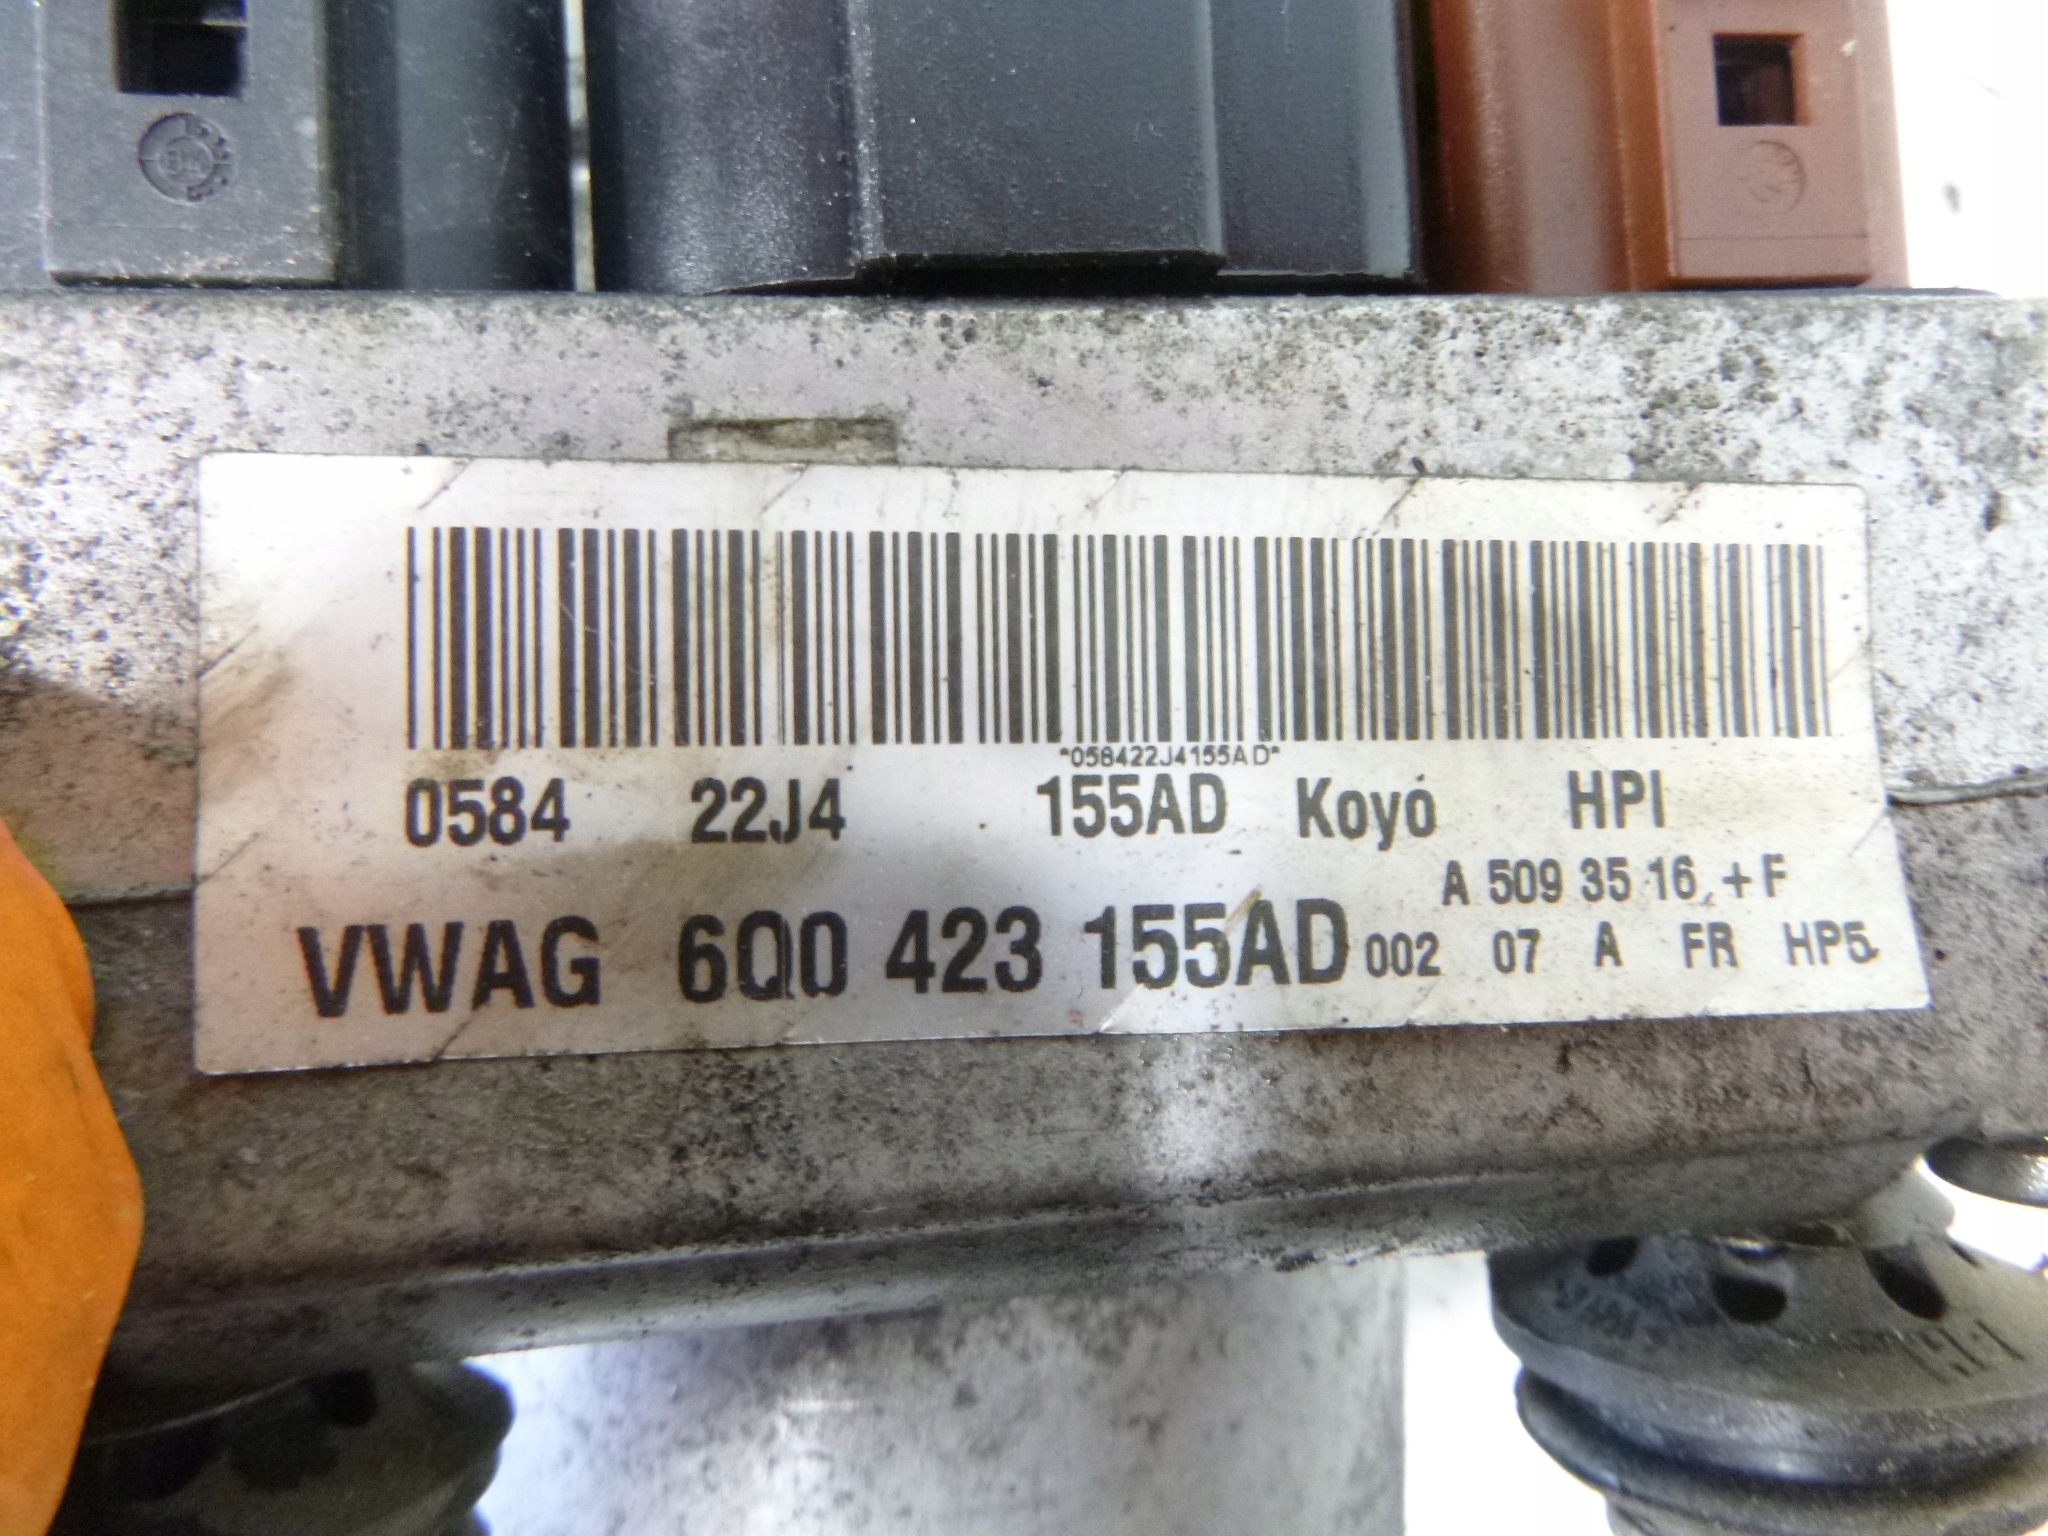 *058422J4155AD*
0584 22J4 155AD Koyo HPI
A 509 35 16 +F
VWAG 6Q0 423 155AD 002 07 A FR HP5